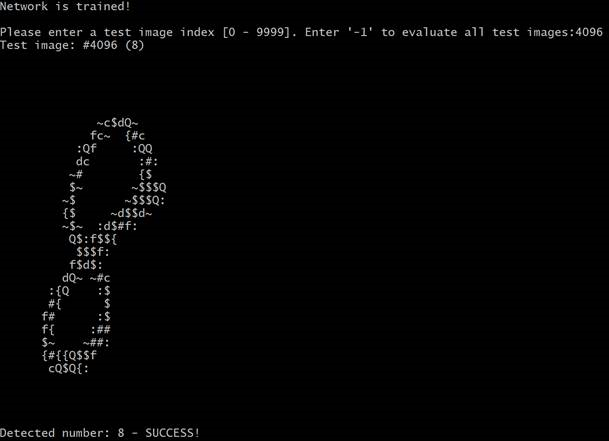 Network is trained!
Please enter a test image index [0 - 9999]. Enter '-1' to evaluate all test images:4096
Test image: #4096 (8)
~c$dQ~
fc~  {#c
:Qf     :QQ
dc       :#:
~#        {$
$~       ~$$$Q
~$       ~$$$Q:
{$     ~d$$d~
~$~  :d$#f:
Q$:f$${
$$$f:
f$d$:
dQ~ ~#c
:{Q    :$
#{      $
f#      :$
f{     :##
$~    ~##:
{#{{Q$$f
cQ$Q{:
Detected number: 8 - SUCCESS!